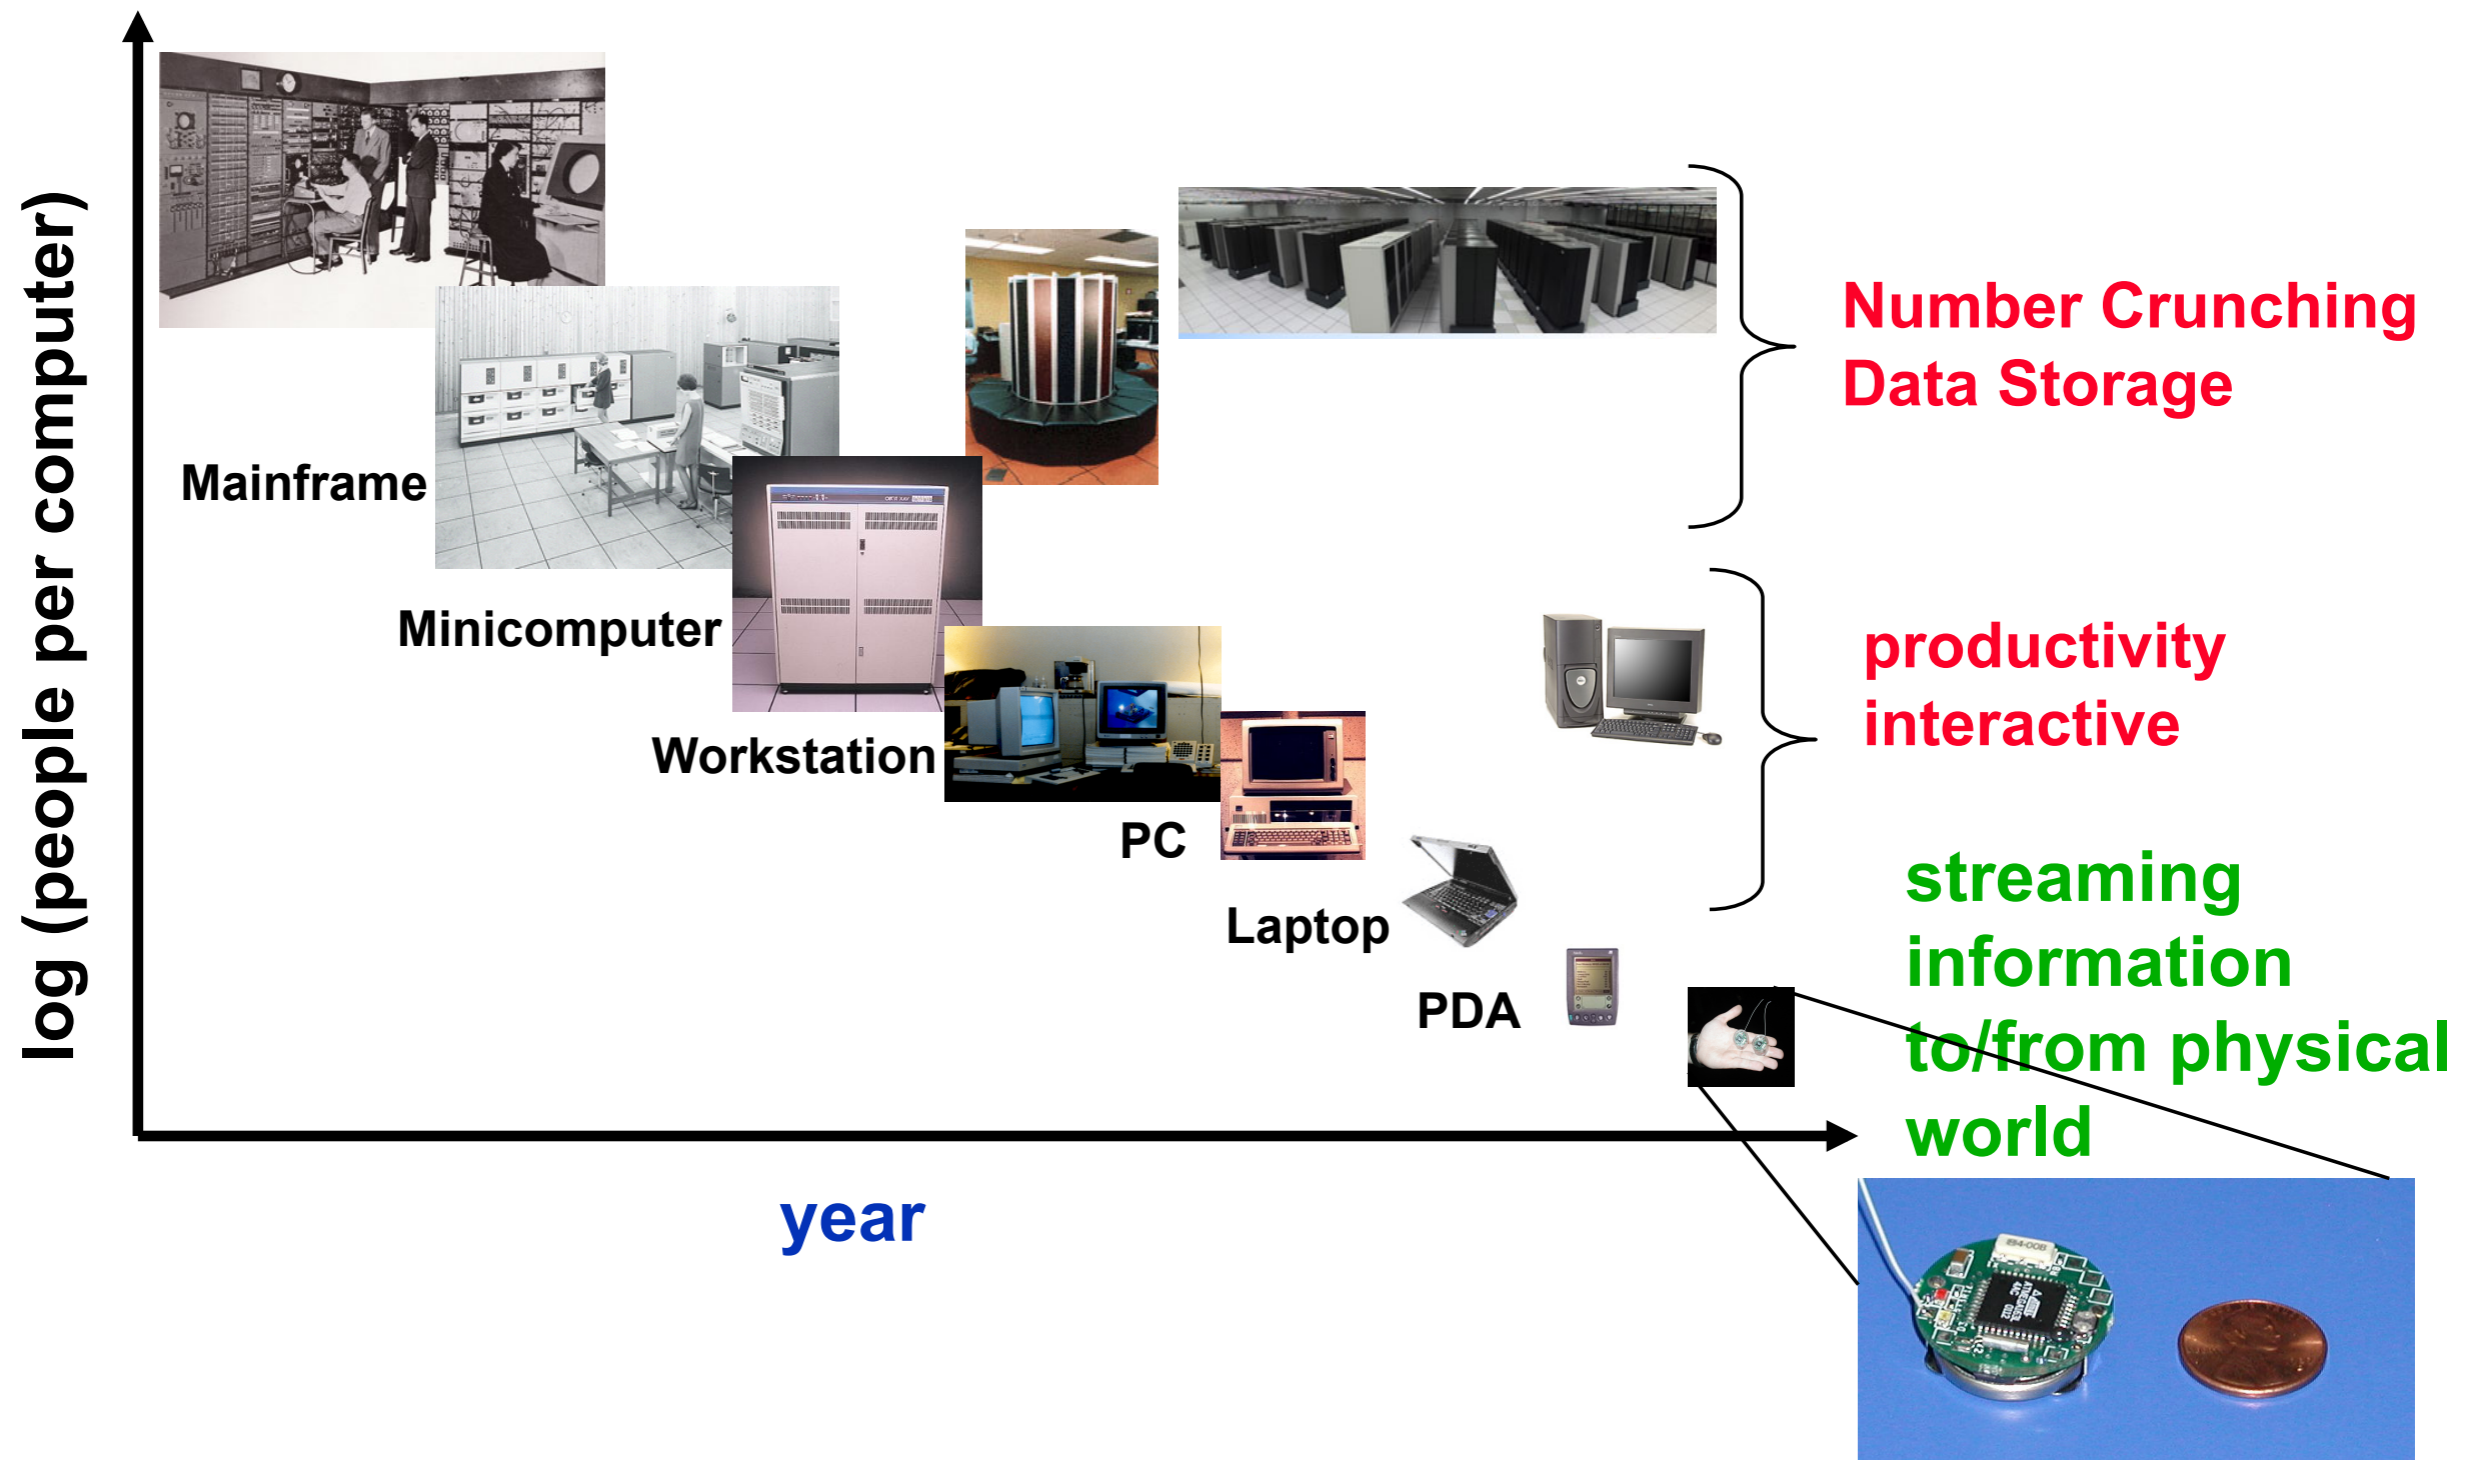 log (people per computer)
Mainframe
Minicomputer
Workstation
PC
Laptop
PDA
year
Number Crunching
Data Storage
productivity
interactive
streaming
information
to/from physical
world